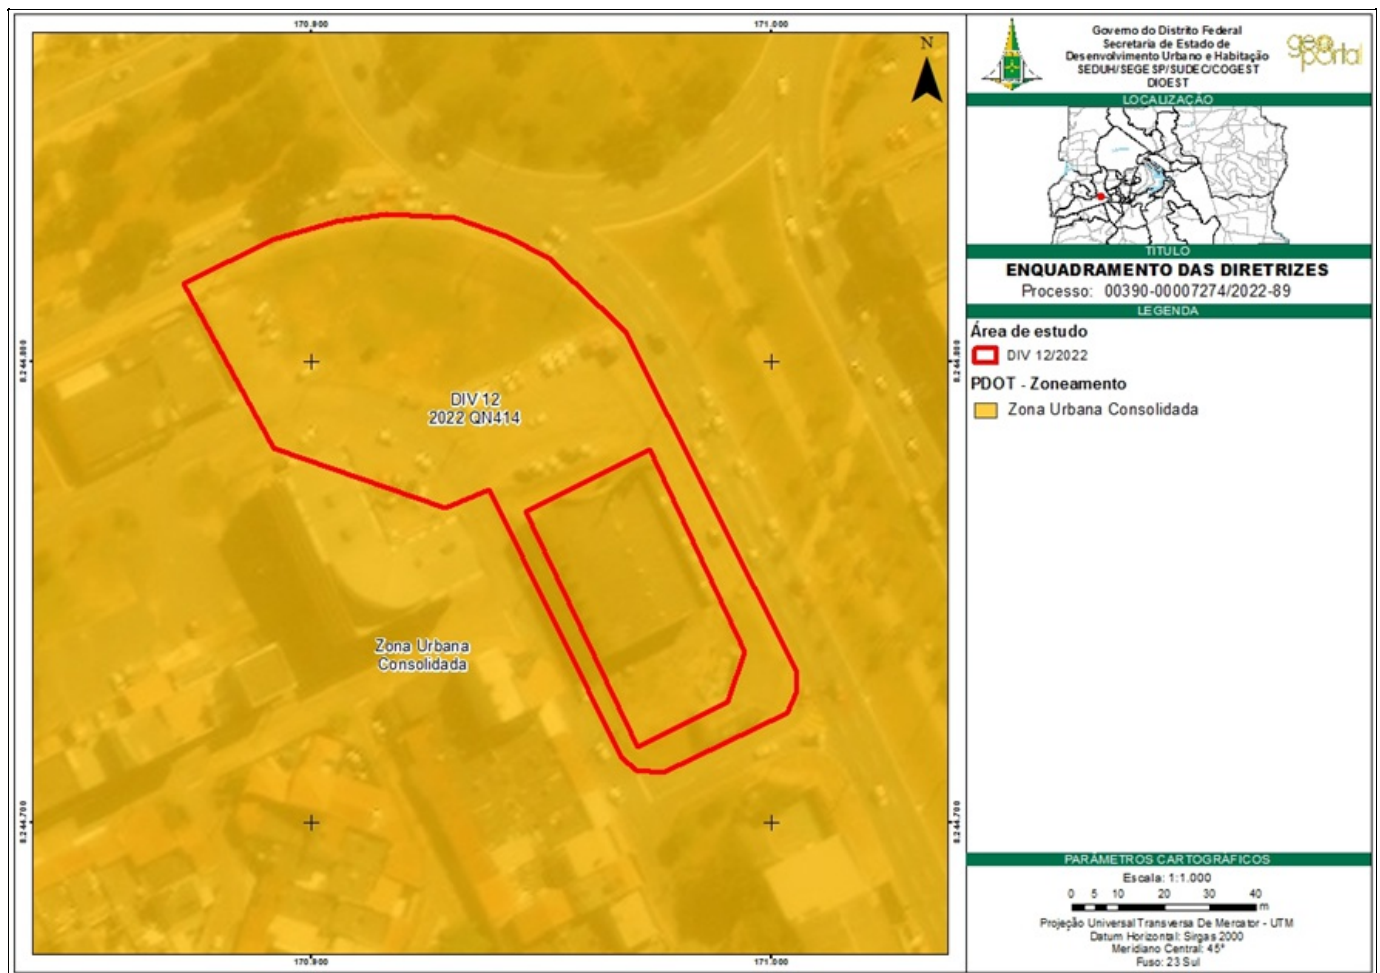 170.900
171.000
N
8.244.800
8.244.800
DIV 12
2022 QN414
Zona Urbana
Consolidada
8.244.700
8.244.700
170.900
171.000
Governo do Distrito Federal
Secretaria de Estado de
Desenvolvimento Urbano e Habitação
SEDUH/SEGESP/SUDEC/COGEST
DIOEST
geoportal
LOCALIZAÇÃO
TÍTULO
ENQUADRAMENTO DAS DIRETRIZES
Processo: 00390-00007274/2022-89
LEGENDA
Área de estudo
DIV 12/2022
PDOT - Zoneamento
Zona Urbana Consolidada
PARÂMETROS CARTOGRÁFICOS
Escala: 1:1.000
0 5 10 20 30 40
m
Projeção Universal Transversa De Mercator - UTM
Datum Horizontal: Sirgas 2000
Meridiano Central: 45°
Fuso: 23 Sul